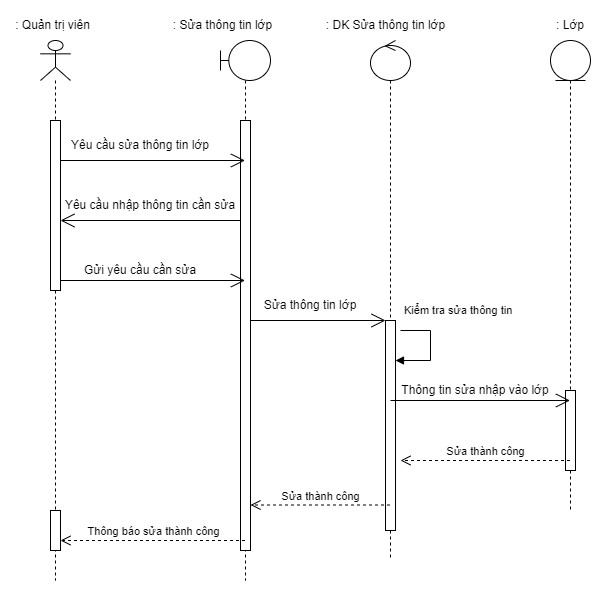 : Quản trị viên
: Sửa thông tin lớp
: DK Sửa thông tin lớp
: Lớp
Yêu cầu sửa thông tin lớp
Yêu cầu nhập thông tin cần sửa
Gửi yêu cầu cần sửa
Sửa thông tin lớp
Kiểm tra sửa thông tin
Thông tin sửa nhập vào lớp
Sửa thành công
Sửa thành công
Thông báo sửa thành công